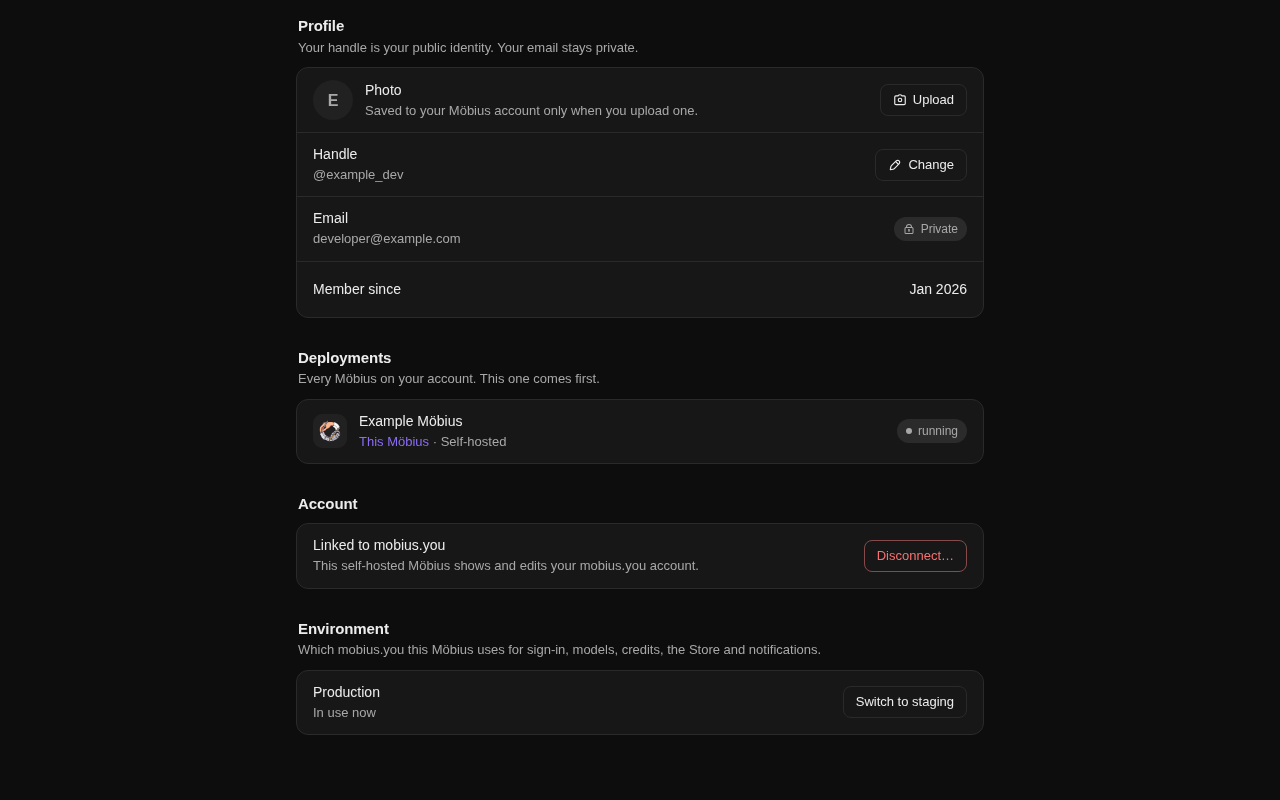 Profile
Your handle is your public identity. Your email stays private.
E
Photo
Saved to your Möbius account only when you upload one.
Upload
Handle
@example_dev
Change
Email
developer@example.com
Private
Member since
Jan 2026
Deployments
Every Möbius on your account. This one comes first.
Example Möbius
This Möbius · Self-hosted
running
Account
Linked to mobius.you
This self-hosted Möbius shows and edits your mobius.you account.
Disconnect…
Environment
Which mobius.you this Möbius uses for sign-in, models, credits, the Store and notifications.
Production
In use now
Switch to staging